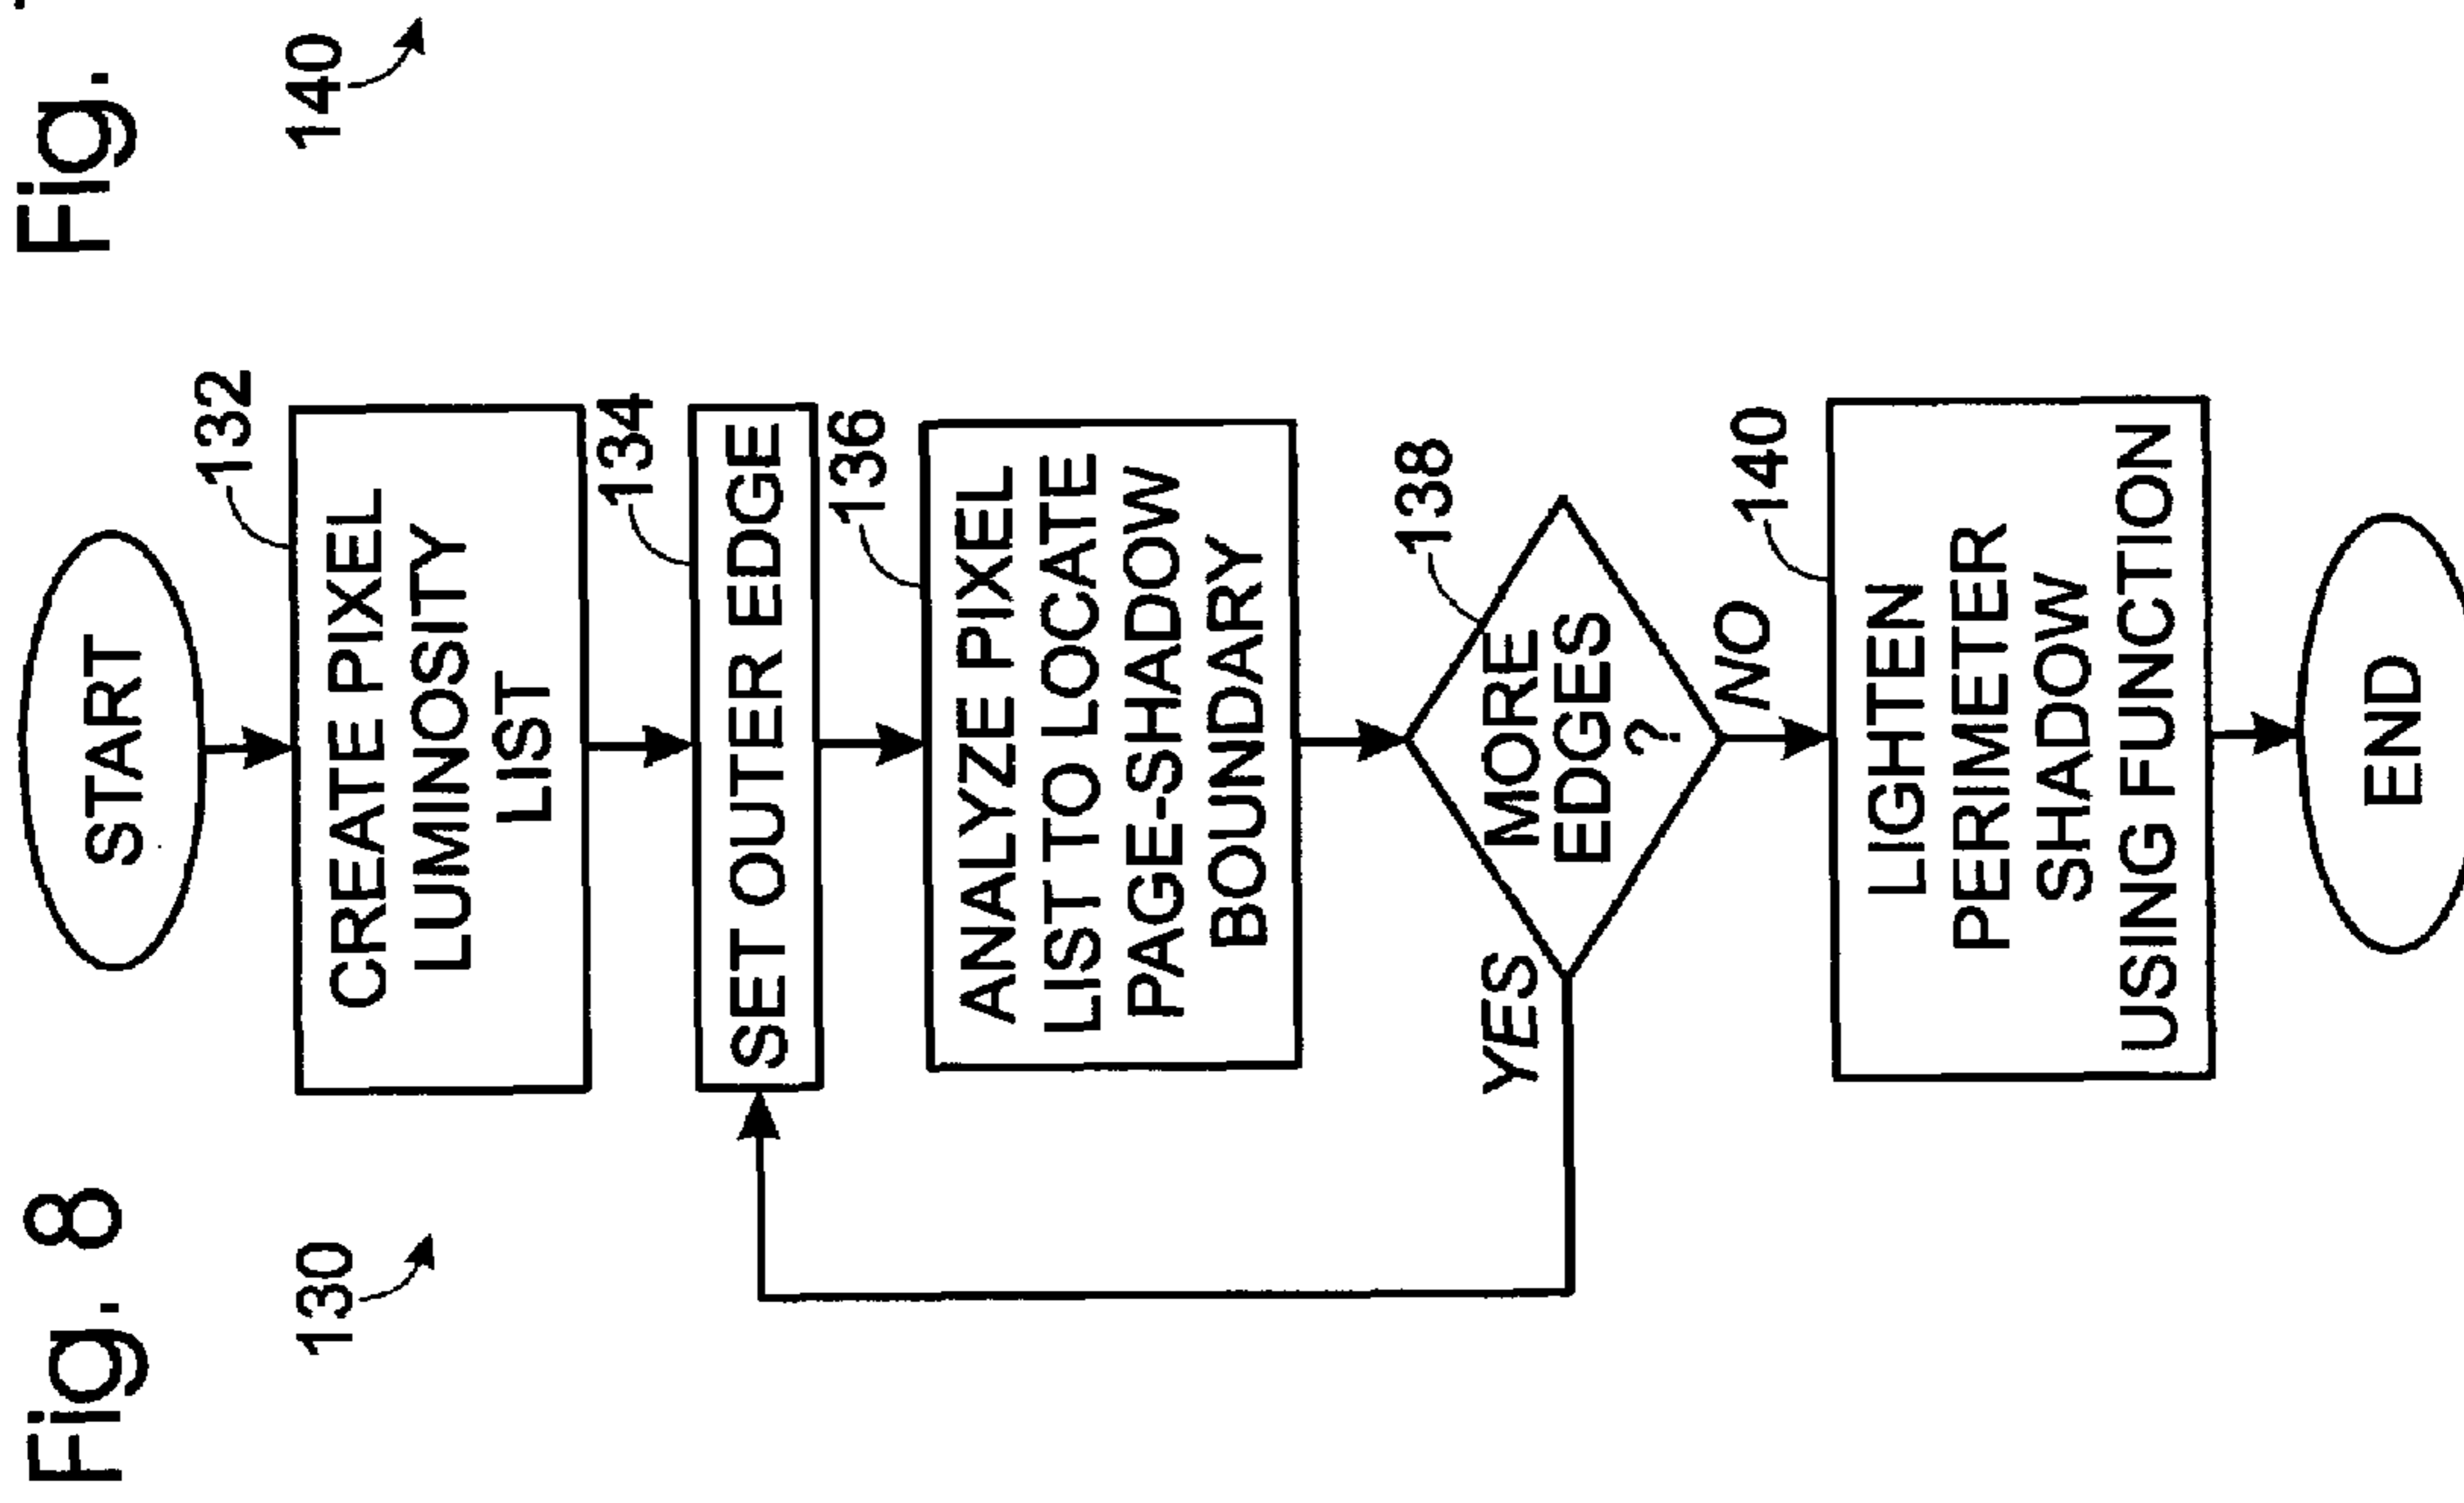 Fig. 8
130
START
132
CREATE PIXEL
LUMINOSITY
LIST
134
SET OUTER EDGE
136
ANALYZE PIXEL
LIST TO LOCATE
PAGE-SHADOW
BOUNDARY
138
MORE
EDGES
?
YES
NO
140
LIGHTEN
PERIMETER
SHADOW
USING FUNCTION
END
Fig.
140